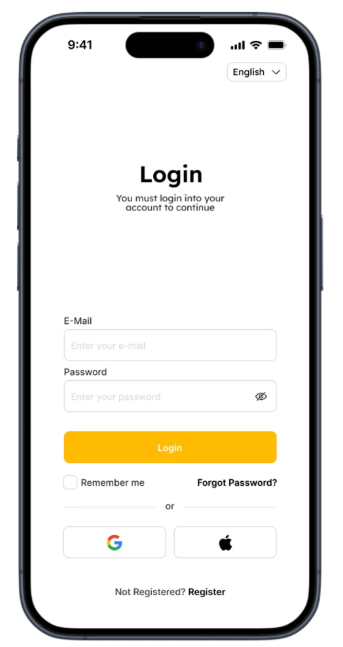 9:41
English
Login
You must login into your
account to continue
E-Mail
Enter your e-mail
Password
Enter your password
Login
Remember me
Forgot Password?
or
Not Registered? Register